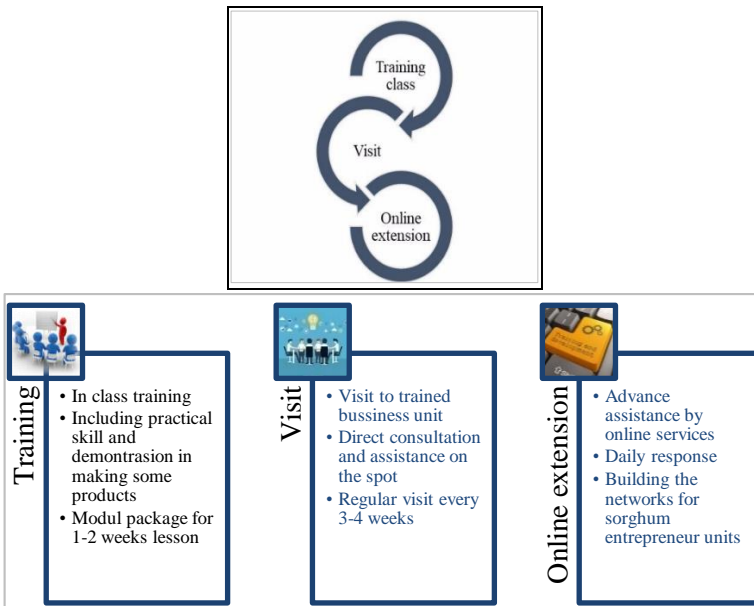 Training
class
Visit
Online
extension
Training
• In class training
• Including practical
skill and
demontrasion in
making some
products
• Modul package for
1-2 weeks lesson
Visit
• Visit to trained
bussiness unit
• Direct consultation
and assistance on
the spot
• Regular visit every
3-4 weeks
Training and
Development
Online extension
• Advance
assistance by
online services
• Daily response
• Building the
networks for
sorghum
entrepreneur units